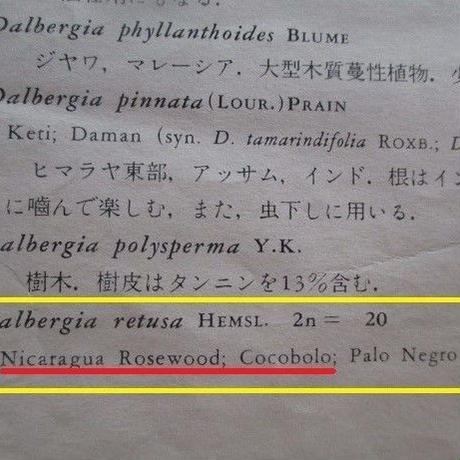 Dalbergia phyllanthoides BLUME
ジヤワ，マレーシア．大型木質蔓性植物．
Dalbergia pinnata (LOUR.) PRAIN
Keti; Daman (syn. D. tamarindifolia ROXB.; D
ヒマラヤ東部，アッサム，インド．根はイン
に嚙んで楽しむ，また，虫下しに用いる．
albergia polysperma Y.K.
樹木．樹皮はタンニンを13%含む．
albergia retusa HEMSL. 2n = 20
Nicaragua Rosewood; Cocobolo; Palo Negro